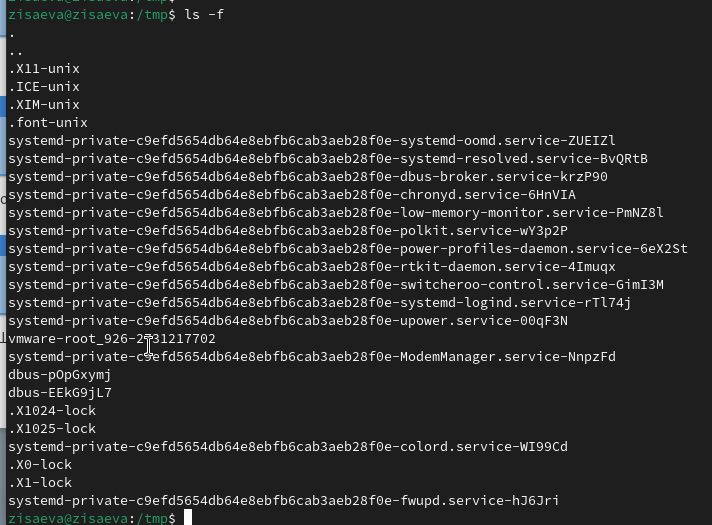 zisaeva@zisaeva:/tmp$ ls -f
.
..
.X11-unix
.ICE-unix
.XIM-unix
.font-unix
systemd-private-c9efd5654db64e8ebfb6cab3aeb28f0e-systemd-oomd.service-ZUEIZl
systemd-private-c9efd5654db64e8ebfb6cab3aeb28f0e-systemd-resolved.service-BvQRtB
systemd-private-c9efd5654db64e8ebfb6cab3aeb28f0e-dbus-broker.service-krzP90
systemd-private-c9efd5654db64e8ebfb6cab3aeb28f0e-chronyd.service-6HnVIA
systemd-private-c9efd5654db64e8ebfb6cab3aeb28f0e-low-memory-monitor.service-PmNZ8l
systemd-private-c9efd5654db64e8ebfb6cab3aeb28f0e-polkit.service-wY3p2P
systemd-private-c9efd5654db64e8ebfb6cab3aeb28f0e-power-profiles-daemon.service-6eX2St
systemd-private-c9efd5654db64e8ebfb6cab3aeb28f0e-rtkit-daemon.service-4Imuqx
systemd-private-c9efd5654db64e8ebfb6cab3aeb28f0e-switcheroo-control.service-GimI3M
systemd-private-c9efd5654db64e8ebfb6cab3aeb28f0e-systemd-logind.service-rTl74j
systemd-private-c9efd5654db64e8ebfb6cab3aeb28f0e-upower.service-00qF3N
systemd-private-c9efd5654db64e8ebfb6cab3aeb28f0e-ModemManager.service-NnpzFd
dbus-pOpGxymj
dbus-EEkG9jL7
.X1024-lock
.X1025-lock
systemd-private-c9efd5654db64e8ebfb6cab3aeb28f0e-colord.service-WI99Cd
.X0-lock
.X1-lock
systemd-private-c9efd5654db64e8ebfb6cab3aeb28f0e-fwupd.service-hJ6Jri
zisaeva@zisaeva:/tmp$